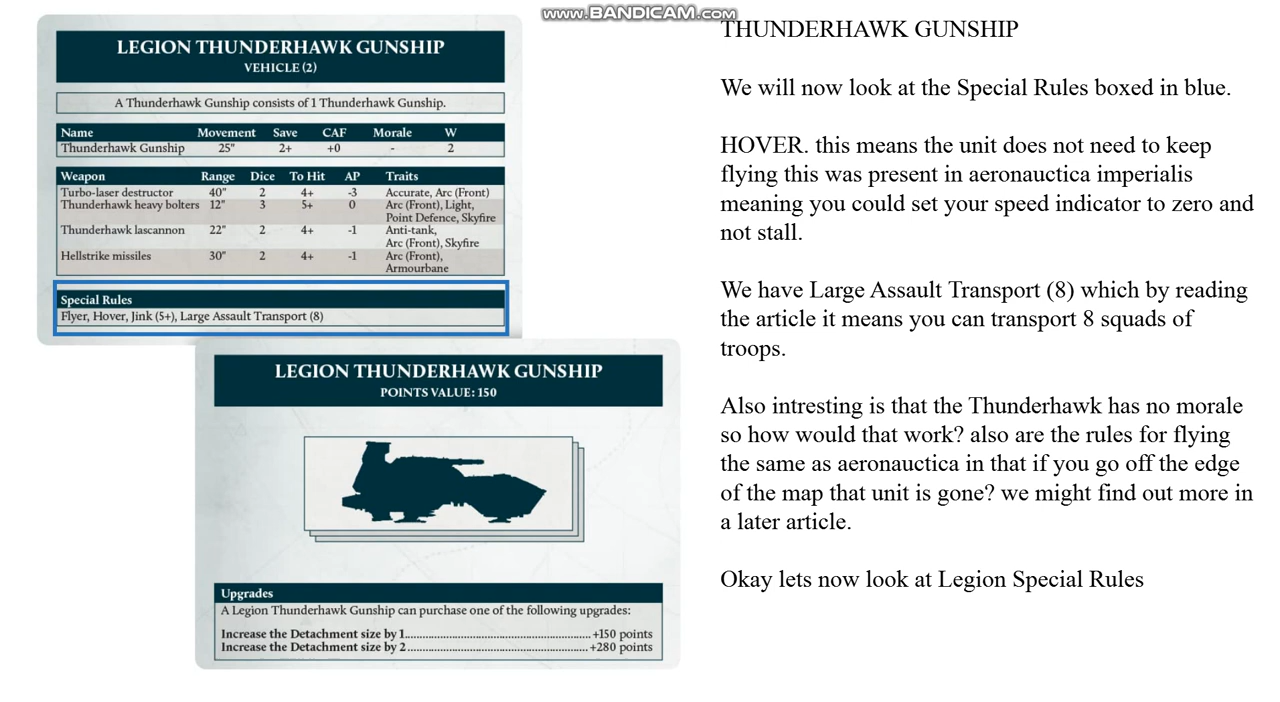 www.BANDICAM.com
LEGION THUNDERHAWK GUNSHIP
VEHICLE (2)
A Thunderhawk Gunship consists of 1 Thunderhawk Gunship.
Name Movement Save CAF Morale W
Thunderhawk Gunship 25" 2+ +0 - 2
Weapon Range Dice To Hit AP Traits
Turbo-laser destructor 40" 2 4+ -3 Accurate, Arc (Front)
Thunderhawk heavy bolters 12" 3 5+ 0 Arc (Front), Light,
Point Defence, Skyfire
Thunderhawk lascannon 22" 2 4+ -1 Anti-tank,
Arc (Front), Skyfire
Hellstrike missiles 30" 2 4+ -1 Arc (Front),
Armourbane
Special Rules
Flyer, Hover, Jink (5+), Large Assault Transport (8)
LEGION THUNDERHAWK GUNSHIP
POINTS VALUE: 150
Upgrades
A Legion Thunderhawk Gunship can purchase one of the following upgrades:
Increase the Detachment size by 1..........................................................+150 points
Increase the Detachment size by 2..........................................................+280 points
THUNDERHAWK GUNSHIP
We will now look at the Special Rules boxed in blue.
HOVER. this means the unit does not need to keep
flying this was present in aeronauctica imperialis
meaning you could set your speed indicator to zero and
not stall.
We have Large Assault Transport (8) which by reading
the article it means you can transport 8 squads of
troops.
Also intresting is that the Thunderhawk has no morale
so how would that work? also are the rules for flying
the same as aeronauctica in that if you go off the edge
of the map that unit is gone? we might find out more in
a later article.
Okay lets now look at Legion Special Rules